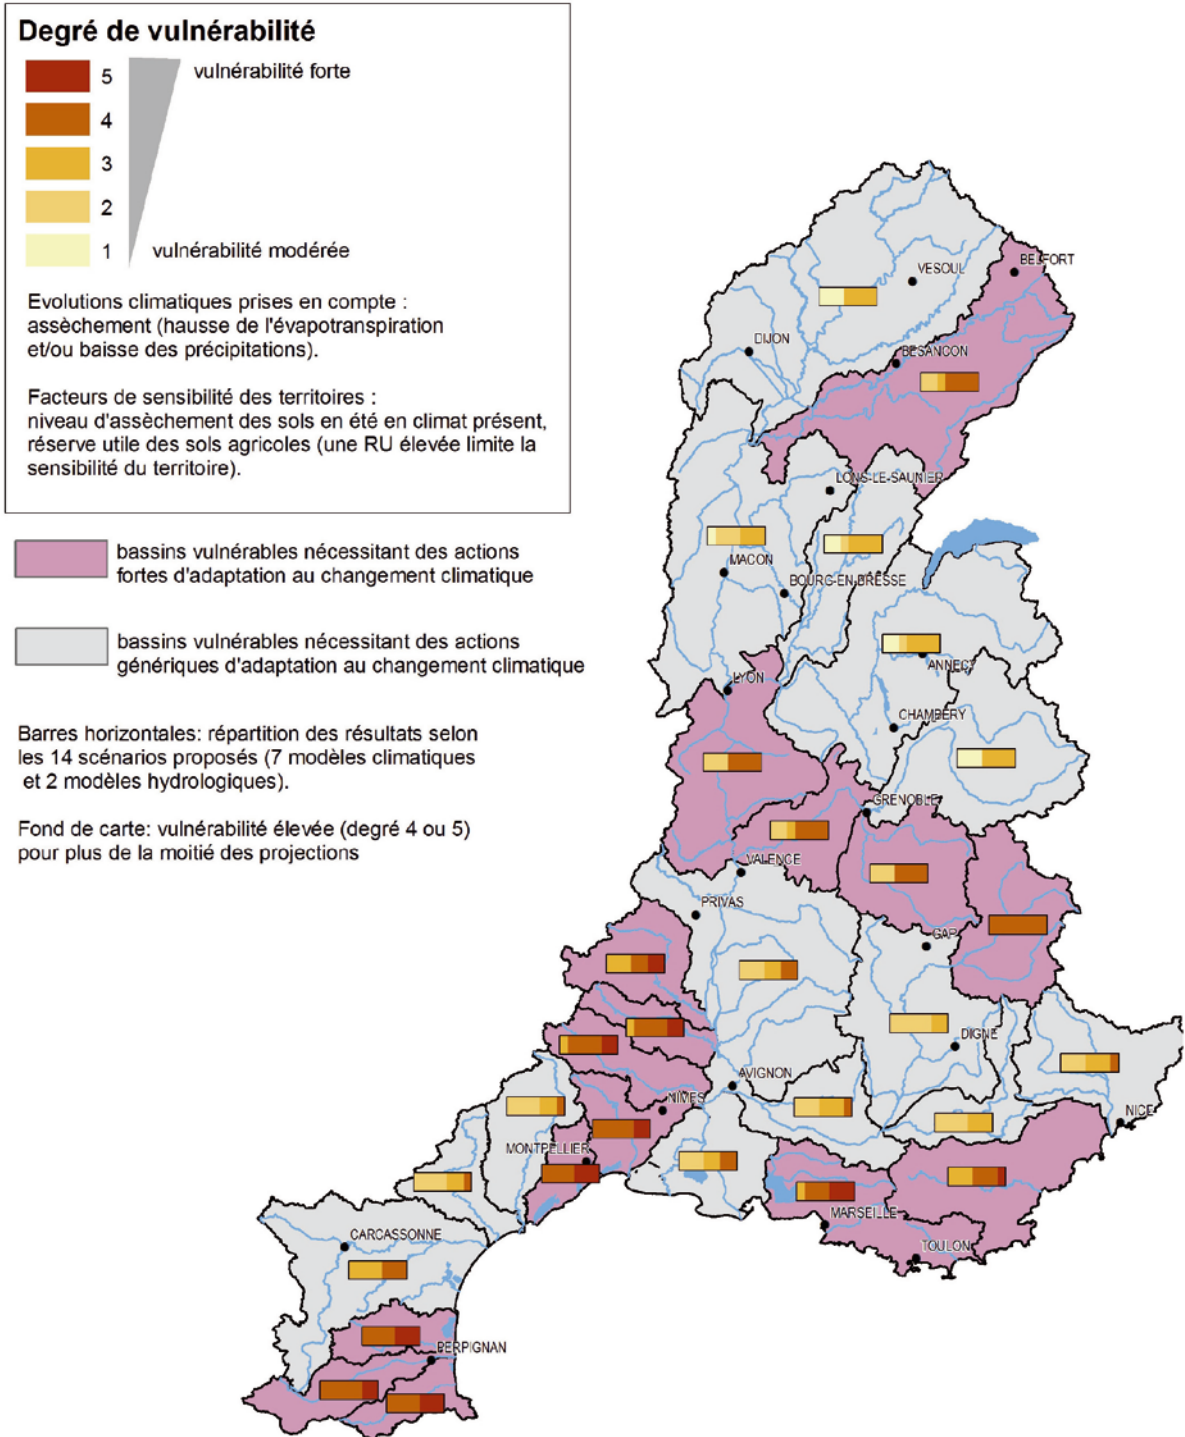 Degré de vulnérabilité
5
vulnérabilité forte
4
3
2
1
vulnérabilité modérée
Evolutions climatiques prises en compte :
assèchement (hausse de l'évapotranspiration
et/ou baisse des précipitations).
Facteurs de sensibilité des territoires :
niveau d'assèchement des sols en été en climat présent,
réserve utile des sols agricoles (une RU élevée limite la
sensibilité du territoire).
bassins vulnérables nécessitant des actions
fortes d'adaptation au changement climatique
bassins vulnérables nécessitant des actions
génériques d'adaptation au changement climatique
Barres horizontales: répartition des résultats selon
les 14 scénarios proposés (7 modèles climatiques
et 2 modèles hydrologiques).
Fond de carte: vulnérabilité élevée (degré 4 ou 5)
pour plus de la moitié des projections
BELFORT
VESOUL
DIJON
BESANCON
LONS-LE-SAUNIER
MACON
BOURG-EN-BRESSE
ANNECY
LYON
CHAMBÉRY
GRENOBLE
VALENCE
PRIVAS
GAP
DIGNE
AVIGNON
NIMES
NICE
MONTPELLIER
MARSEILLE
TOULON
CARCASSONNE
PERPIGNAN